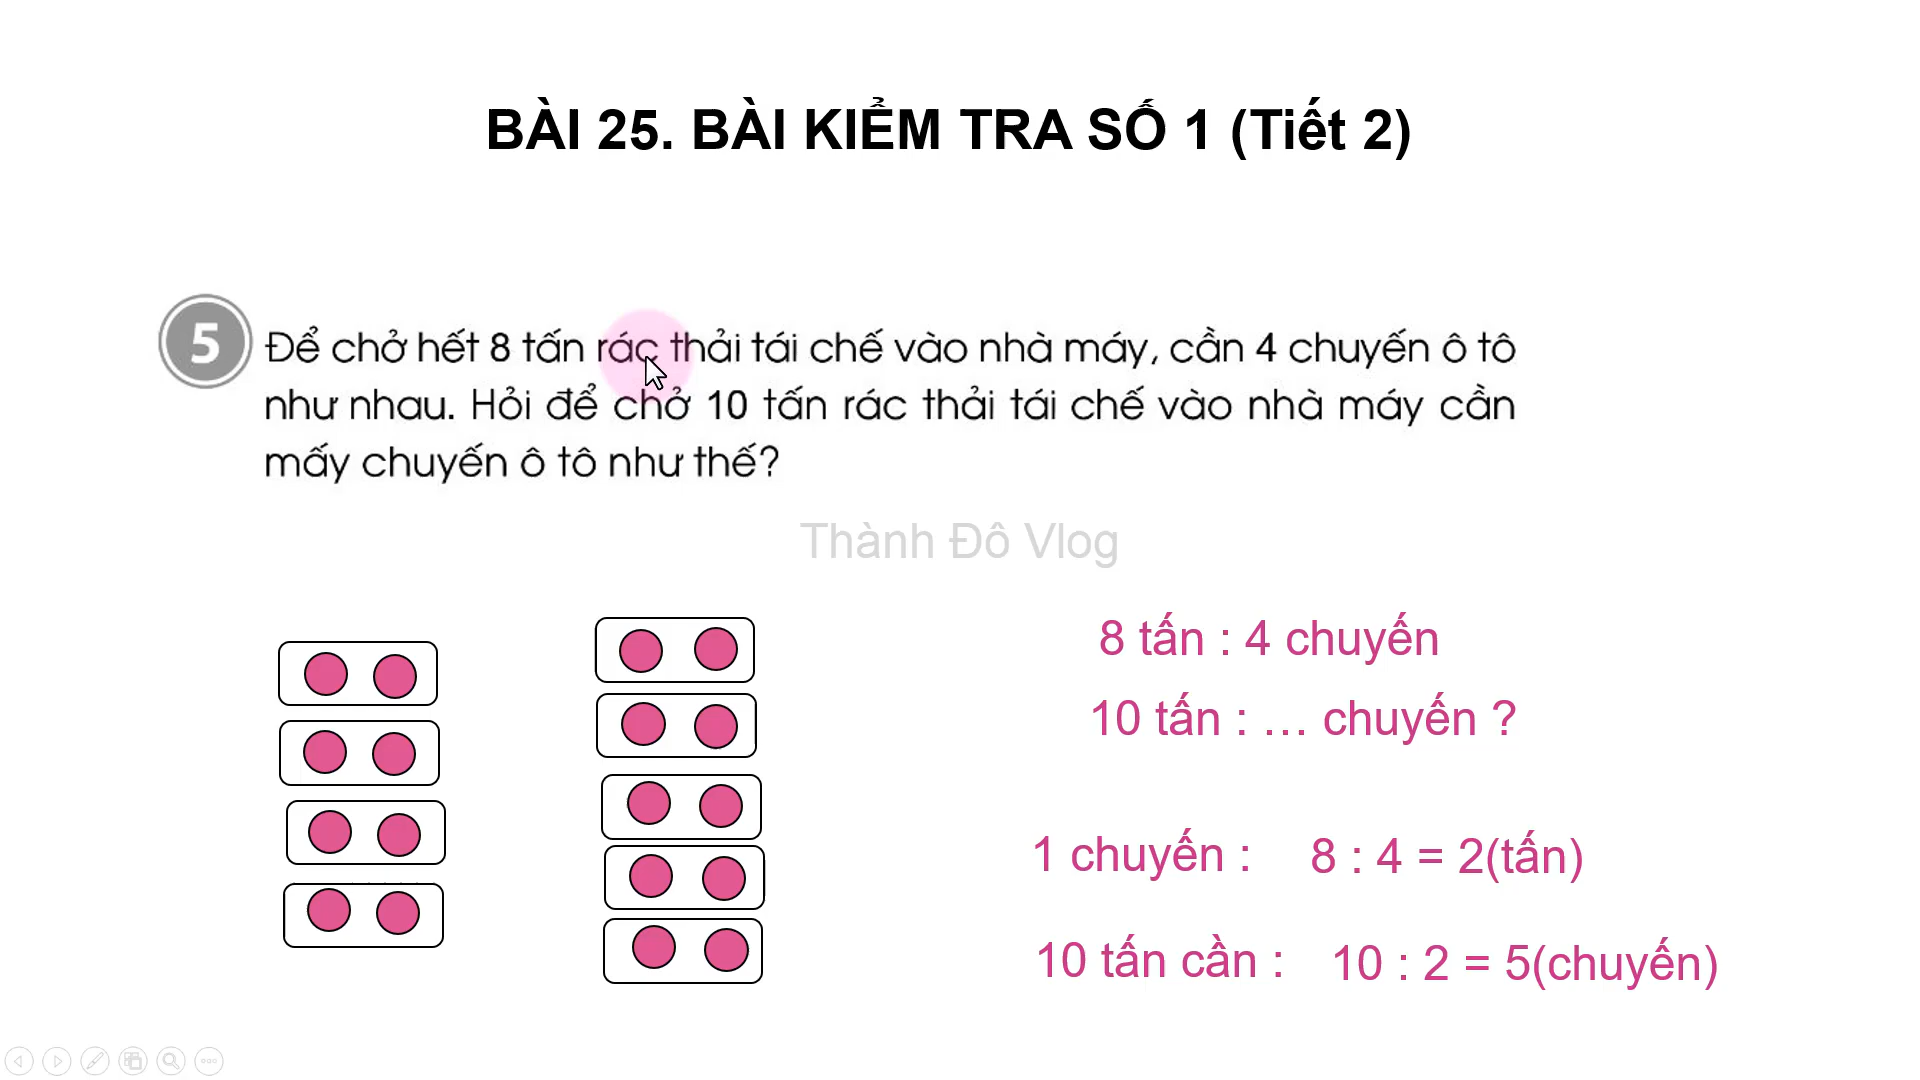 BÀI 25. BÀI KIỂM TRA SỐ 1 (Tiết 2)
5
Để chở hết 8 tấn rác thải tái chế vào nhà máy, cần 4 chuyến ô tô
như nhau. Hỏi để chở 10 tấn rác thải tái chế vào nhà máy cần
mấy chuyến ô tô như thế?
Thành Đô Vlog
8 tấn : 4 chuyến
10 tấn : ... chuyến ?
1 chuyến : 8 : 4 = 2(tấn)
10 tấn cần : 10 : 2 = 5(chuyến)